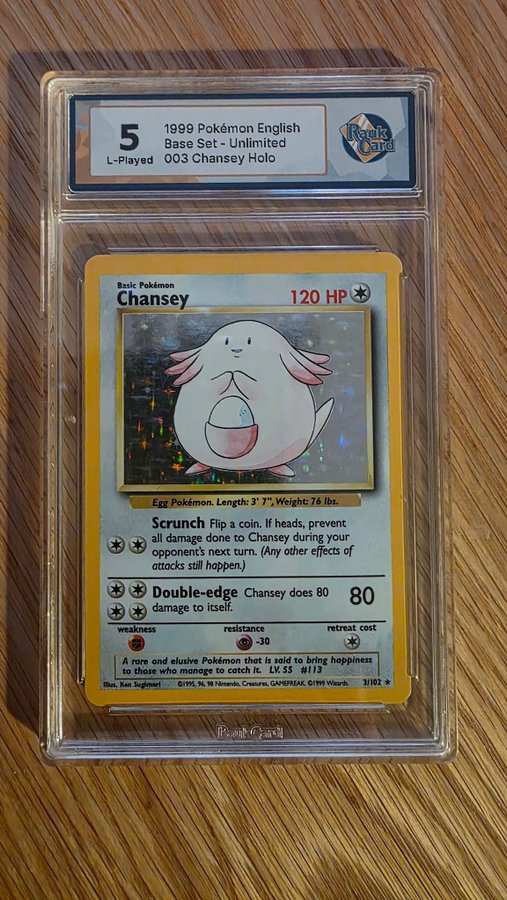 5
L-Played
1999 Pokémon English
Base Set - Unlimited
003 Chansey Holo
Rauk
Card
Basic Pokémon
Chansey
120 HP
Egg Pokémon. Length: 3' 7", Weight: 76 lbs.
Scrunch Flip a coin. If heads, prevent
all damage done to Chansey during your
opponent's next turn. (Any other effects of
attacks still happen.)
Double-edge Chansey does 80
damage to itself.
80
weakness
resistance
retreat cost
-30
A rare and elusive Pokémon that is said to bring happiness
to those who manage to catch it. LV. 55 #113
Illus. Ken Sugimori
©1995, 96, 98 Nintendo, Creatures, GAMEFREAK. ©1999 Wizards.
3/102 ★
Rauk Card